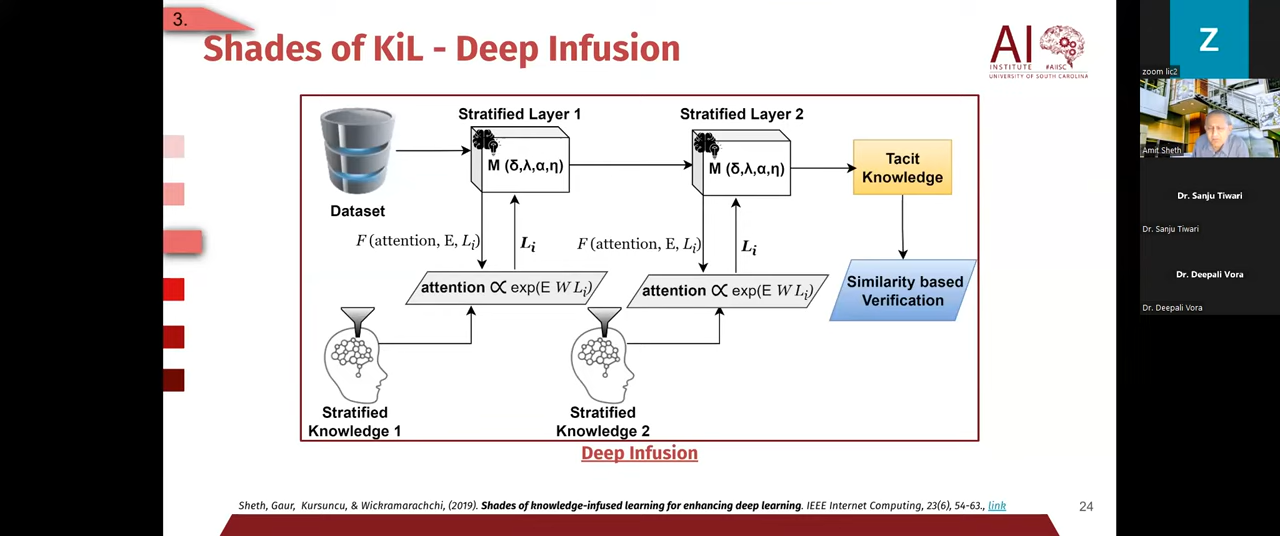 3.
Shades of KiL - Deep Infusion
AI
INSTITUTE #AIISC
UNIVERSITY OF SOUTH CAROLINA
Stratified Layer 1
Stratified Layer 2
M (δ,λ,α,η)
M (δ,λ,α,η)
Tacit
Knowledge
Dataset
F (attention, E, Li)
Li
F (attention, E, Li)
Li
attention ∝ exp(E W Li)
attention ∝ exp(E W Li)
Similarity based
Verification
Stratified
Knowledge 1
Stratified
Knowledge 2
Deep Infusion
Sheth, Gaur, Kursuncu, & Wickramarachchi, (2019). Shades of knowledge-infused learning for enhancing deep learning. IEEE Internet Computing, 23(6), 54-63., link
24
Z
zoom lic2
Amit Sheth
Dr. Sanju Tiwari
Dr. Sanju Tiwari
Dr. Deepali Vora
Dr. Deepali Vora